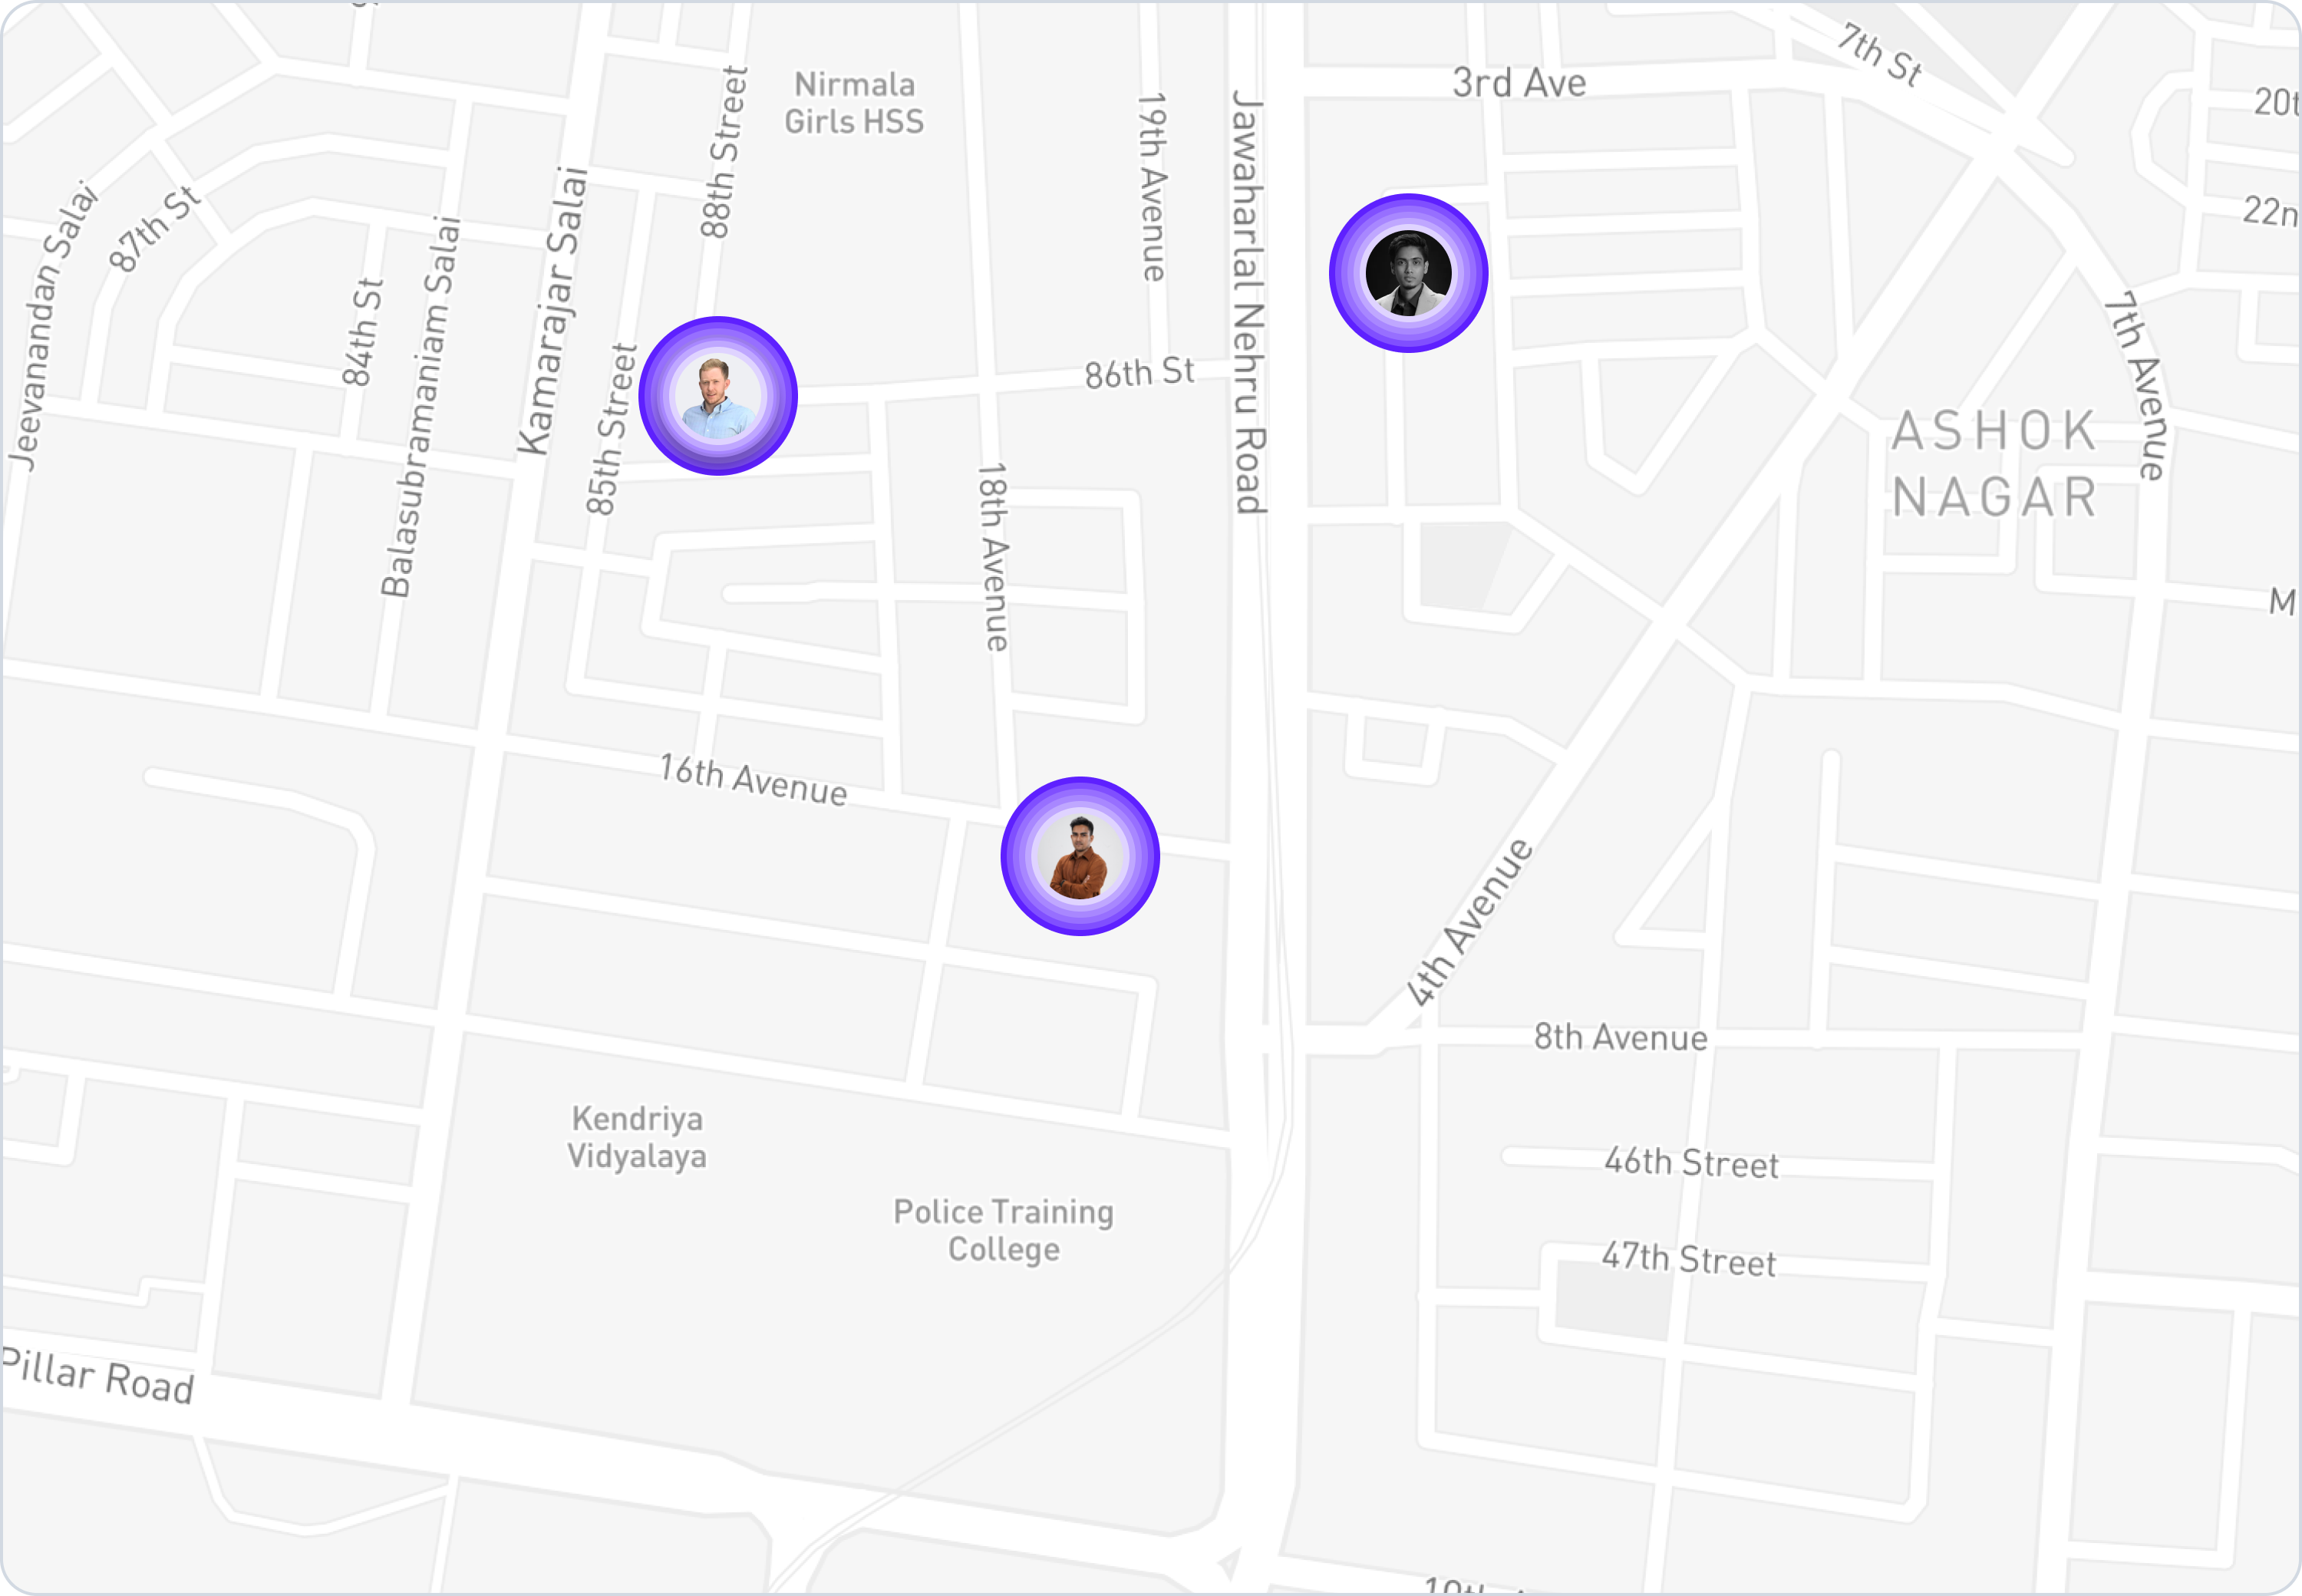 7th St
3rd Ave
Nirmala
Girls HSS
88th Street
19th Avenue
Jawaharlal Nehru Road
22n
87th St
Jeevanandan Salai
84th St
Balasubramaniam Salai
Kamarajar Salai
85th Street
86th St
7th Avenue
ASHOK
NAGAR
18th Avenue
M
16th Avenue
4th Avenue
8th Avenue
Kendriya
Vidyalaya
46th Street
Police Training
College
47th Street
Pillar Road